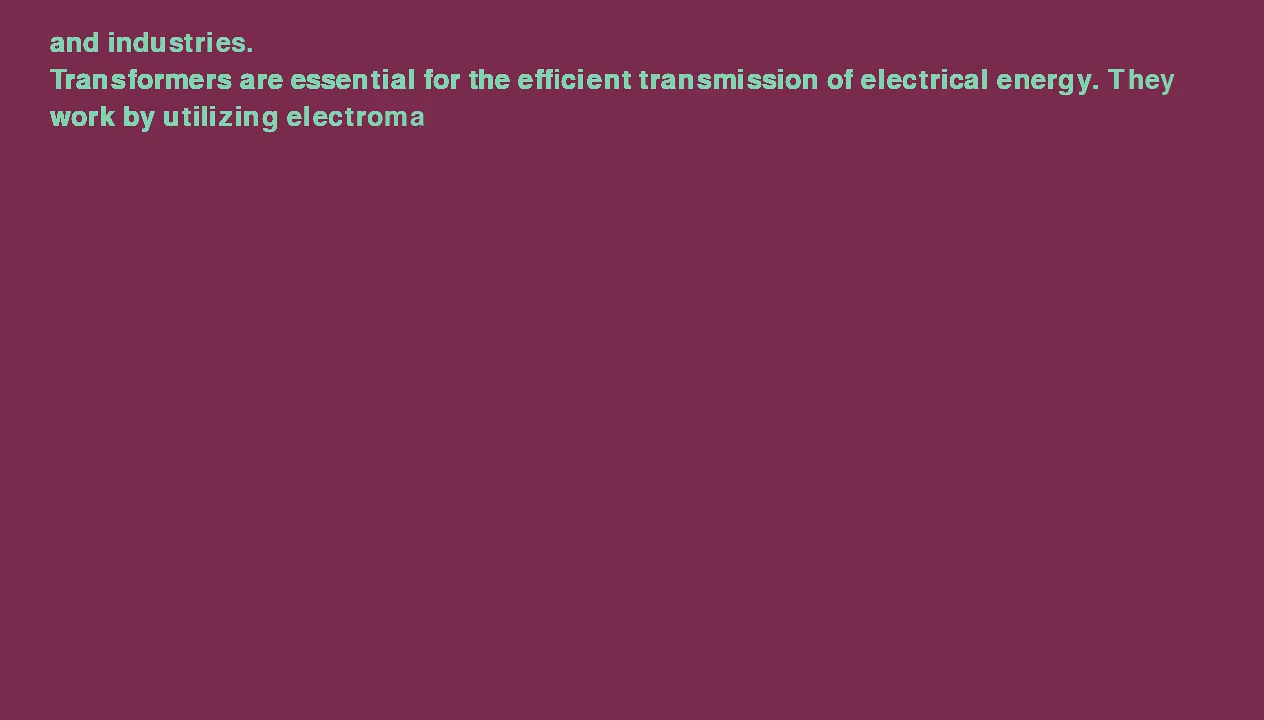 and industries.
Transformers are essential for the efficient transmission of electrical energy. They
work by utilizing electroma